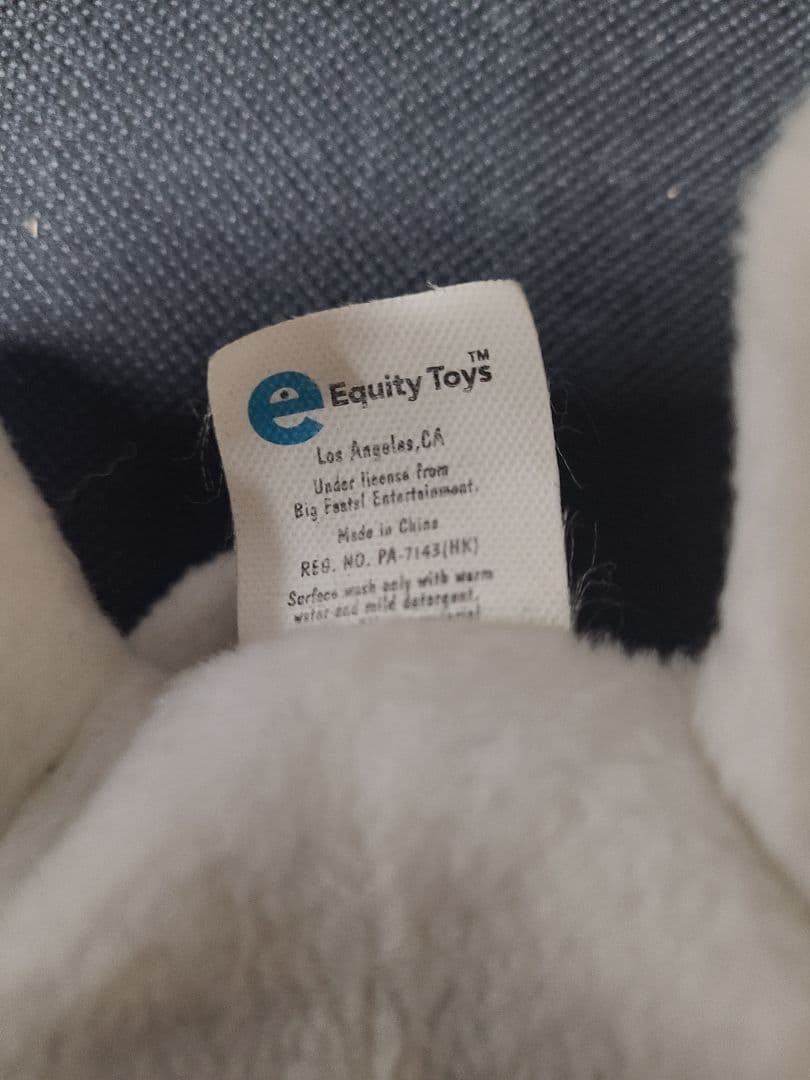 e Equity Toys™
Los Angeles,CA
Under license from
Big Fantsl Entertainment.
Made in China
REG. NO. PA-7143(HK)
Surface wash only with warm
water and mild detergent.